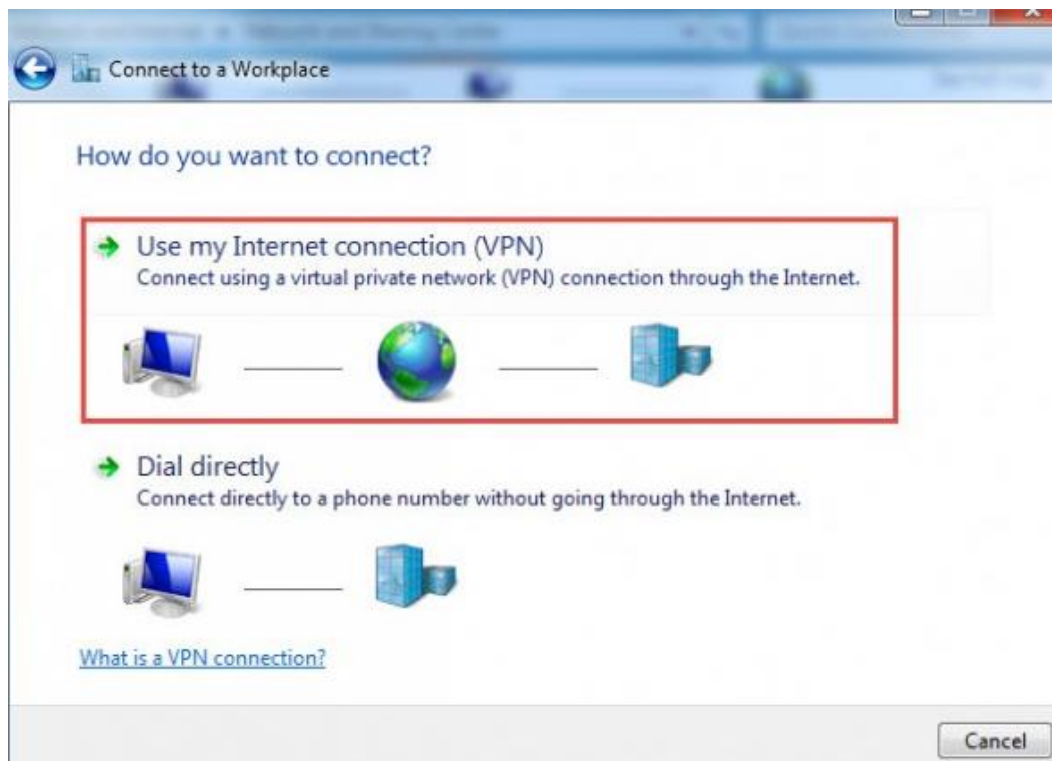 Connect to a Workplace
How do you want to connect?
Use my Internet connection (VPN)
Connect using a virtual private network (VPN) connection through the Internet.
Dial directly
Connect directly to a phone number without going through the Internet.
What is a VPN connection?
Cancel